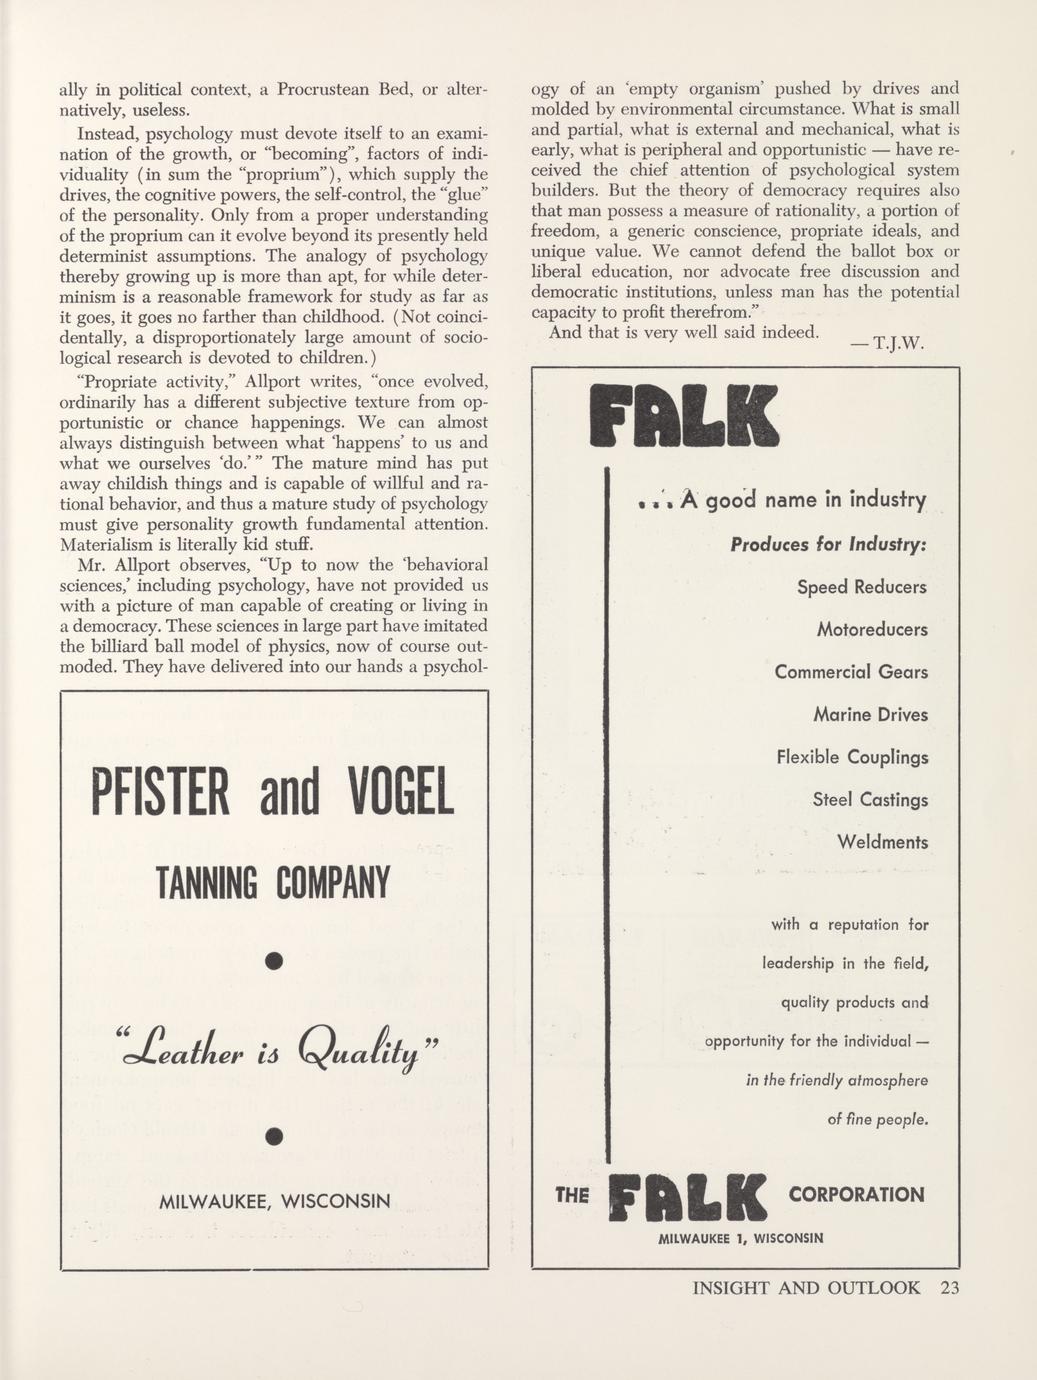 ally in political context, a Procrustean Bed, or alter-
natively, useless.
Instead, psychology must devote itself to an exami-
nation of the growth, or “becoming”, factors of indi-
viduality (in sum the “proprium”), which supply the
drives, the cognitive powers, the self-control, the “glue”
of the personality. Only from a proper understanding
of the proprium can it evolve beyond its presently held
determinist assumptions. The analogy of psychology
thereby growing up is more than apt, for while deter-
minism is a reasonable framework for study as far as
it goes, it goes no farther than childhood. (Not coinci-
dentally, a disproportionately large amount of socio-
logical research is devoted to children.)
“Propriate activity,” Allport writes, “once evolved,
ordinarily has a different subjective texture from op-
portunistic or chance happenings. We can almost
always distinguish between what ‘happens’ to us and
what we ourselves ‘do.’ ” The mature mind has put
away childish things and is capable of willful and ra-
tional behavior, and thus a mature study of psychology
must give personality growth fundamental attention.
Materialism is literally kid stuff.
Mr. Allport observes, “Up to now the ‘behavioral
sciences,’ including psychology, have not provided us
with a picture of man capable of creating or living in
a democracy. These sciences in large part have imitated
the billiard ball model of physics, now of course out-
moded. They have delivered into our hands a psychol-
PFISTER and VOGEL
TANNING COMPANY
“Leather is Quality”
MILWAUKEE, WISCONSIN
ogy of an ‘empty organism’ pushed by drives and
molded by environmental circumstance. What is small
and partial, what is external and mechanical, what is
early, what is peripheral and opportunistic — have re-
ceived the chief attention of psychological system
builders. But the theory of democracy requires also
that man possess a measure of rationality, a portion of
freedom, a generic conscience, propriate ideals, and
unique value. We cannot defend the ballot box or
liberal education, nor advocate free discussion and
democratic institutions, unless man has the potential
capacity to profit therefrom.”
And that is very well said indeed.
— T.J.W.
FALK
. . . A good name in industry
Produces for Industry:
Speed Reducers
Motoreducers
Commercial Gears
Marine Drives
Flexible Couplings
Steel Castings
Weldments
with a reputation for
leadership in the field,
quality products and
opportunity for the individual —
in the friendly atmosphere
of fine people.
THE FALK CORPORATION
MILWAUKEE 1, WISCONSIN
INSIGHT AND OUTLOOK 23